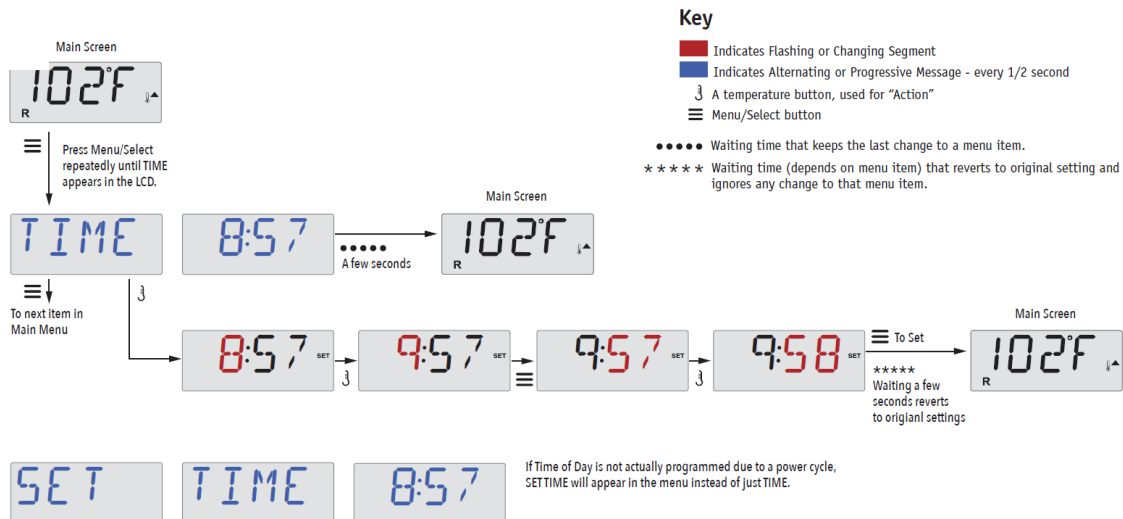 Key
Indicates Flashing or Changing Segment
Indicates Alternating or Progressive Message - every 1/2 second
A temperature button, used for “Action”
Menu/Select button
Waiting time that keeps the last change to a menu item.
***** Waiting time (depends on menu item) that reverts to original setting and
ignores any change to that menu item.
Main Screen
102°F
R
Press Menu/Select
repeatedly until TIME
appears in the LCD.
TIME
8:57
A few seconds
Main Screen
102°F
R
To next item in
Main Menu
8:57 SET
9:57 SET
9:57 SET
9:58 SET
To Set
*****
Waiting a few
seconds reverts
to origianl settings
Main Screen
102°F
R
SET
TIME
8:57
If Time of Day is not actually programmed due to a power cycle,
SET TIME will appear in the menu instead of just TIME.